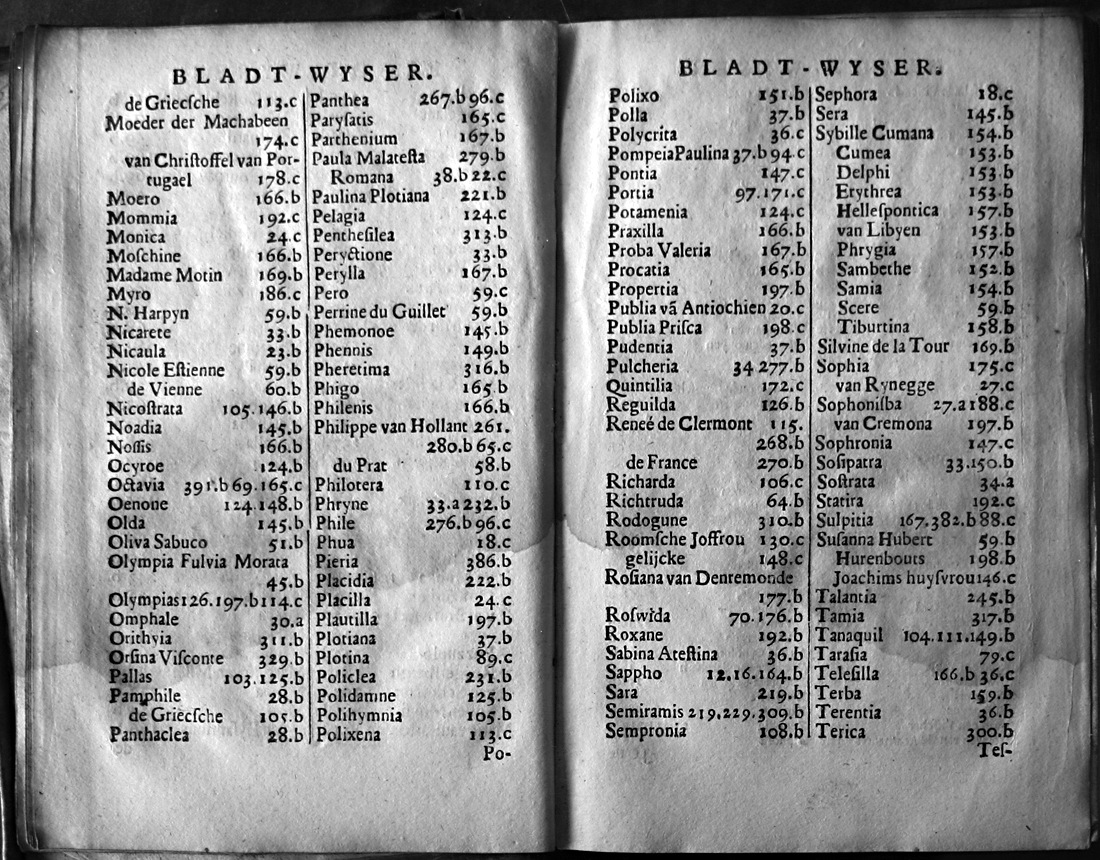 BLADT-WYSER.
de Griecſche 113.c
Moeder der Machabeen
174.c
van Chriſtoffel van Por-
tugael 178.c
Moero 166.b
Mommia 192.c
Monica 24.c
Moſchine 166.b
Madame Motin 169.b
Myro 186.c
N. Harpyn 59.b
Nicarete 33.b
Nicaula 23.b
Nicole Eſtienne 59.b
de Vienne 60.b
Nicoſtrata 105.146.b
Noadia 145.b
Noſſis 166.b
Ocyroe 124.b
Octavia 391.b 69.165.c
Oenone 124.148.b
Olda 145.b
Oliva Sabuco 51.b
Olympia Fulvia Morata
45.b
Olympias 126.197.b 114.c
Omphale 30.a
Orithyia 311.b
Orſina Viſconte 329.b
Pallas 103.125.b
Pamphile 28.b
de Griecſche 105.b
Panthaclea 28.b
Panthea 267.b 96.c
Paryſatis 165.c
Parthenium 167.b
Paula Malateſta 279.b
Romana 38.b 22.c
Paulina Plotiana 221.b
Pelagia 124.c
Pentheſilea 313.b
Peryctione 33.b
Perylla 167.b
Pero 59.c
Perrine du Guillet 59.b
Phemonoe 145.b
Phennis 149.b
Pheretima 316.b
Phigo 165.b
Philenis 166.b
Philippe van Hollant 261.
280.b 65.c
du Prat 58.b
Philotera 110.c
Phryne 33.a 232.b
Phile 276.b 96.c
Phua 18.c
Pieria 386.b
Placidia 222.b
Placilla 24.c
Plautilla 197.b
Plotiana 37.b
Plotina 89.c
Policlea 231.b
Polidamne 125.b
Polihymnia 105.b
Polixena 113.c
Po-
BLADT-WYSER.
Polixo 151.b
Polla 37.b
Polycrita 36.c
Pompeia Paulina 37.b 94.c
Pontia 147.c
Portia 97.171.c
Potamenia 124.c
Praxilla 166.b
Proba Valeria 167.b
Procatia 165.b
Propertia 197.b
Publia vā Antiochien 20.c
Publia Priſca 198.c
Pudentia 37.b
Pulcheria 34 277.b
Quintilia 172.c
Reguilda 126.b
Reneé de Clermont 115.
268.b
de France 270.b
Richarda 106.c
Richtruda 64.b
Rodogune 310.b
Roomſche Joffrou 130.c
gelijcke 148.c
Roſiana van Denremonde
177.b
Roſwida 70.176.b
Roxane 192.b
Sabina Ateſtina 36.b
Sappho 12.16.164.b
Sara 219.b
Semiramis 219.229.309.b
Sempronia 108.b
Sephora 18.c
Sera 145.b
Sybille Cumana 154.b
Cumea 153.b
Delphi 153.b
Erythrea 153.b
Helleſpontica 157.b
van Libyen 153.b
Phrygia 157.b
Sambethe 152.b
Samia 154.b
Scere 59.b
Tiburtina 158.b
Silvine de la Tour 169.b
Sophia 175.c
van Rynegge 27.c
Sophoniſba 27.a 188.c
van Cremona 197.b
Sophronia 147.c
Soſipatra 33.150.b
Soſtrata 34.a
Statira 192.c
Sulpitia 167.382.b 88.c
Suſanna Hubert 59.b
Hurenbouts 198.b
Joachims huyſvrou 146.c
Talantia 245.b
Tamia 317.b
Tanaquil 104.111.149.b
Taraſia 79.c
Teleſilla 166.b 36.c
Terba 159.b
Terentia 36.b
Terica 300.b
Teſ-